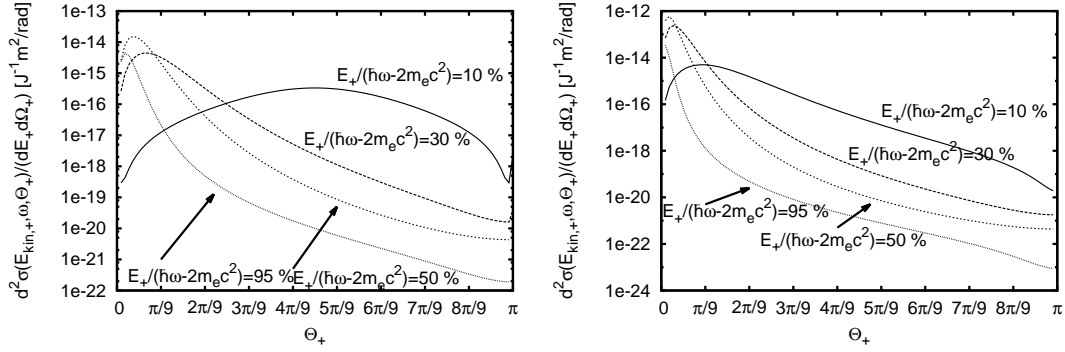 d²σ(E_kin,+,ω,Θ₊)/(dE₊dΩ₊) [J⁻¹m²/rad]
1e-13
1e-14
1e-15
1e-16
1e-17
1e-18
1e-19
1e-20
1e-21
1e-22
E₊/(ħω-2mₑc²)=10 %
E₊/(ħω-2mₑc²)=30 %
E₊/(ħω-2mₑc²)=95 %
E₊/(ħω-2mₑc²)=50 %
0 π/9 2π/9 3π/9 4π/9 5π/9 6π/9 7π/9 8π/9 π
Θ₊
d²σ(E_kin,+,ω,Θ₊)/(dE₊dΩ₊) [J⁻¹m²/rad]
1e-12
1e-14
1e-16
1e-18
1e-20
1e-22
1e-24
E₊/(ħω-2mₑc²)=10 %
E₊/(ħω-2mₑc²)=30 %
E₊/(ħω-2mₑc²)=95 %
E₊/(ħω-2mₑc²)=50 %
0 π/9 2π/9 3π/9 4π/9 5π/9 6π/9 7π/9 8π/9 π
Θ₊